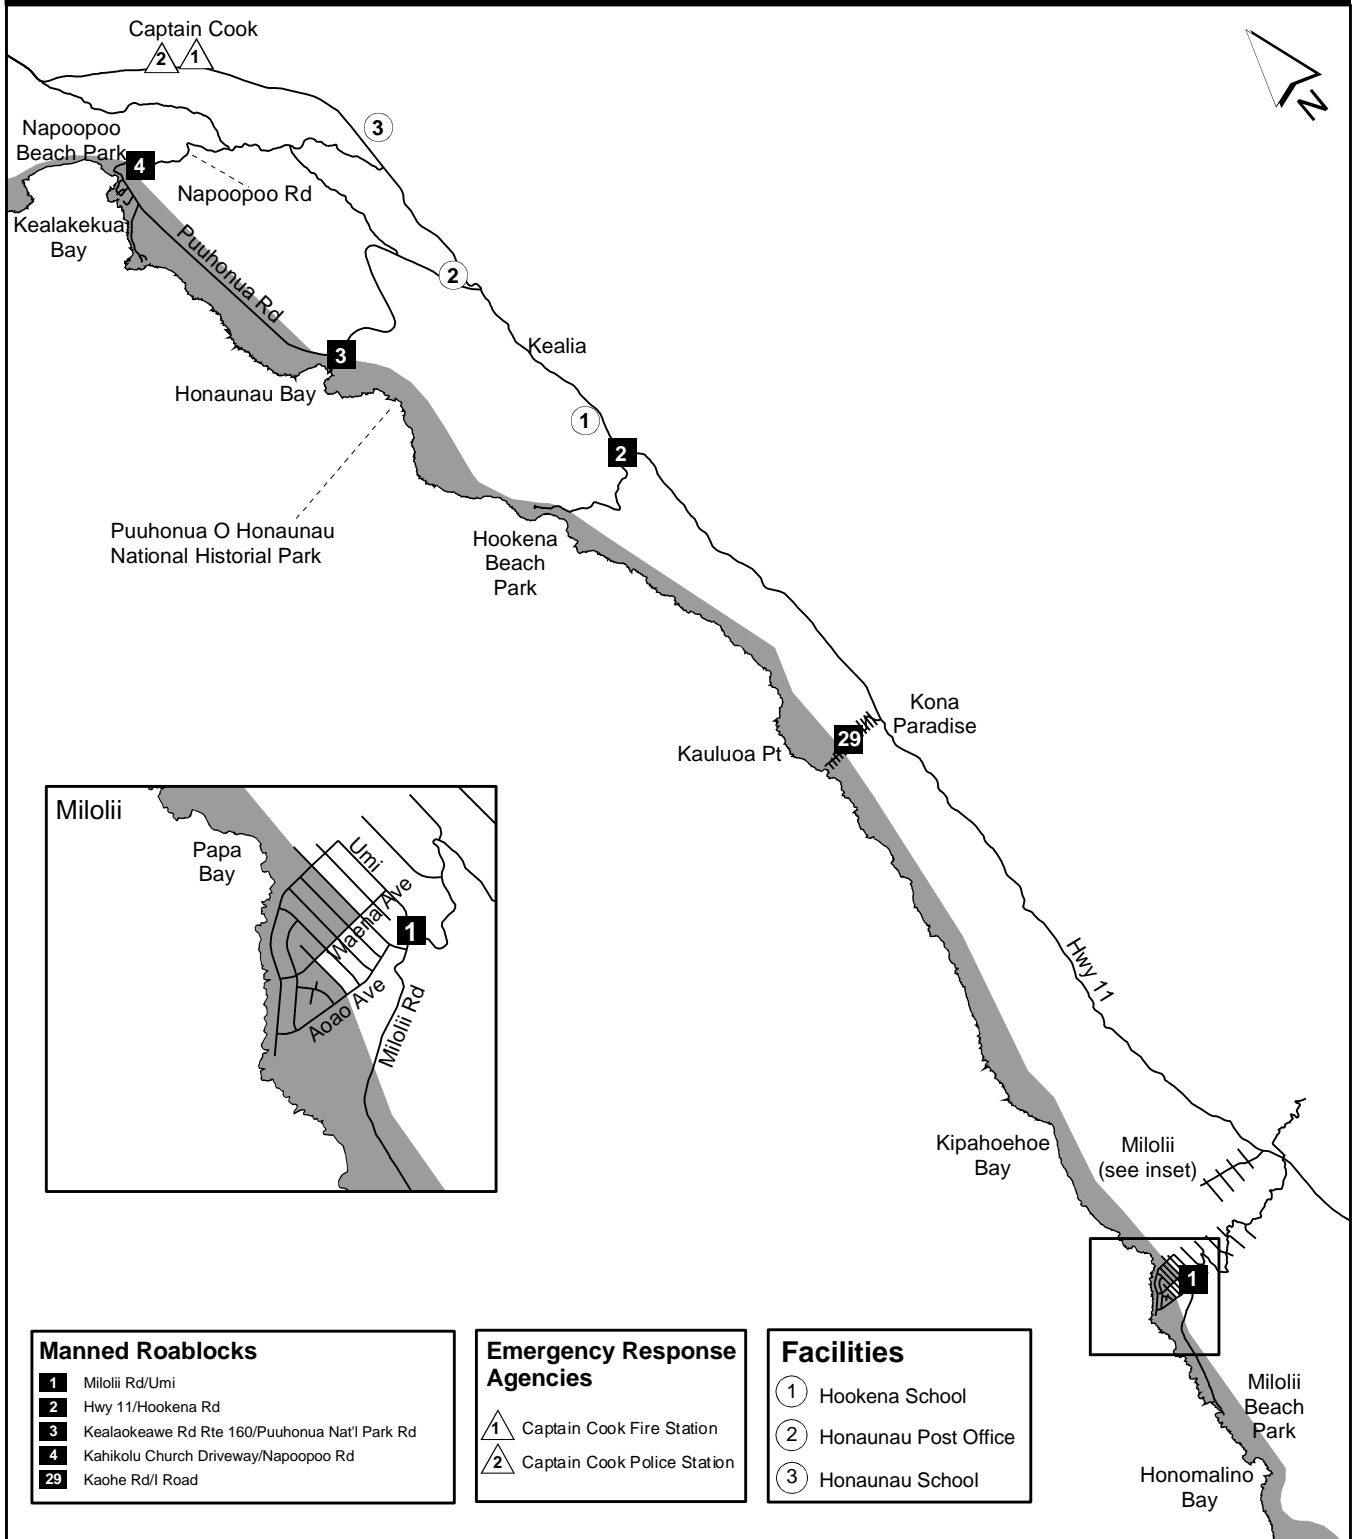 Captain Cook
2
1
3
Napoopoo
Beach Park
4
Napoopoo Rd
N
Kealakekua
Bay
Puuhonua Rd
2
3
Kealia
Honaunau Bay
1
2
Puuhonua O Honaunau
National Historial Park
Hookena
Beach
Park
Kona
Paradise
29
Kauluoa Pt
Milolii
Papa
Bay
Umi
Waena Ave
1
Aoao Ave
Milolii Rd
Hwy 11
Kipahoehoe
Bay
Milolii
(see inset)
1
Milolii
Beach
Park
Honomalino
Bay
Manned Roablocks
1 Milolii Rd/Umi
2 Hwy 11/Hookena Rd
3 Kealaokeawe Rd Rte 160/Puuhonua Nat'l Park Rd
4 Kahikolu Church Driveway/Napoopoo Rd
29 Kaohe Rd/I Road
Emergency Response
Agencies
1 Captain Cook Fire Station
2 Captain Cook Police Station
Facilities
1 Hookena School
2 Honaunau Post Office
3 Honaunau School